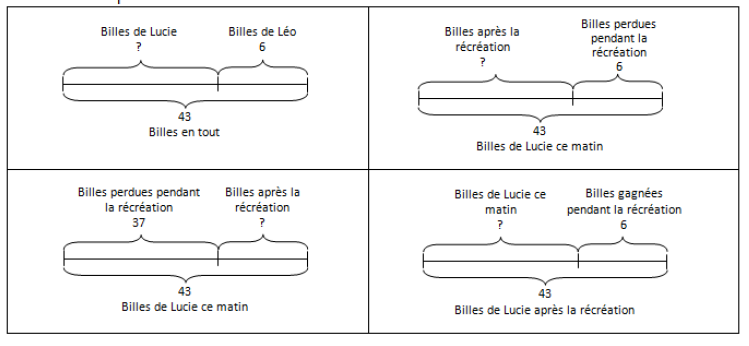 Billes de Lucie
?
Billes de Léo
6
43
Billes en tout
Billes après la
récréation
?
Billes perdues
pendant la
récréation
6
43
Billes de Lucie ce matin
Billes perdues pendant
la récréation
37
Billes après la
récréation
?
43
Billes de Lucie ce matin
Billes de Lucie ce
matin
?
Billes gagnées
pendant la récréation
6
43
Billes de Lucie après la récréation